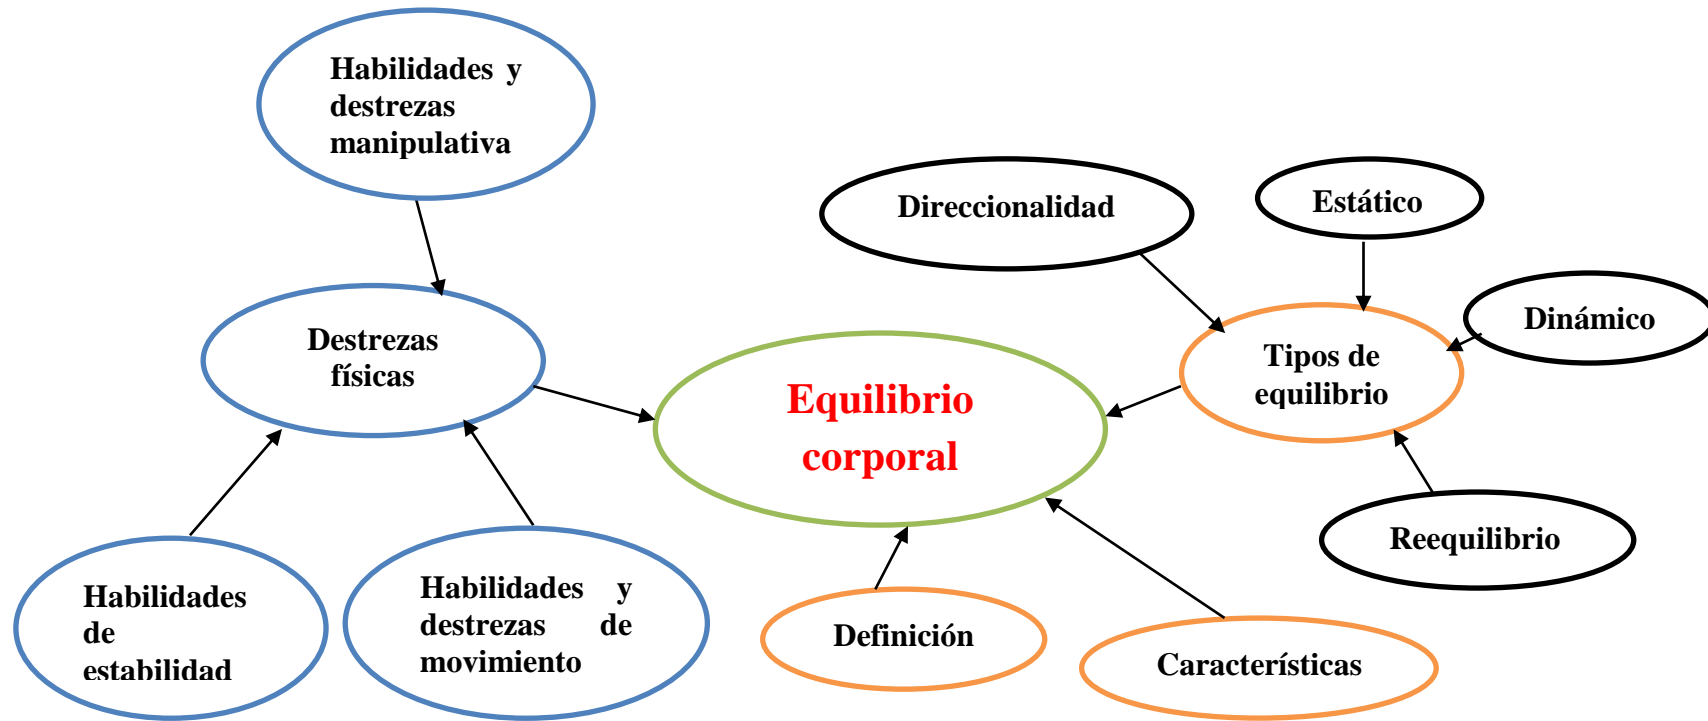 Habilidades y
destrezas
manipulativa
Direccionalidad
Estático
Dinámico
Destrezas
físicas
Tipos de
equilibrio
Equilibrio
corporal
Reequilibrio
Habilidades
de
estabilidad
Habilidades y
destrezas de
movimiento
Definición
Características